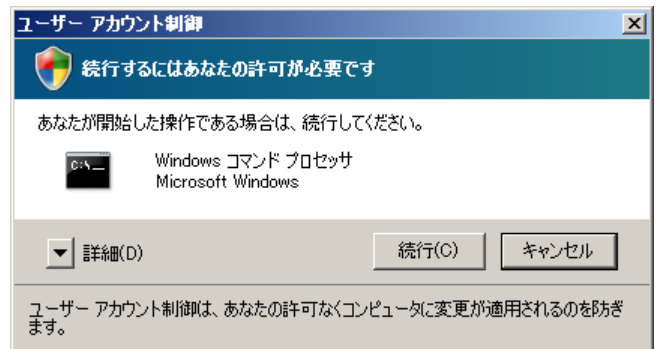 ユーザー アカウント制御
続行するにはあなたの許可が必要です
あなたが開始した操作である場合は、続行してください。
C:\_
Windows コマンド プロセッサ
Microsoft Windows
詳細(D)
続行(C)
キャンセル
ユーザー アカウント制御は、あなたの許可なくコンピュータに変更が適用されるのを防ぎ
ます。